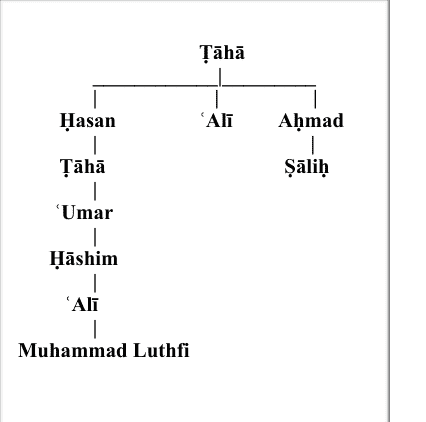 Ṭāhā
Ḥasan ʿAlī Aḥmad
Ṭāhā Ṣāliḥ
ʿUmar
Ḥāshim
ʿAlī
Muhammad Luthfi